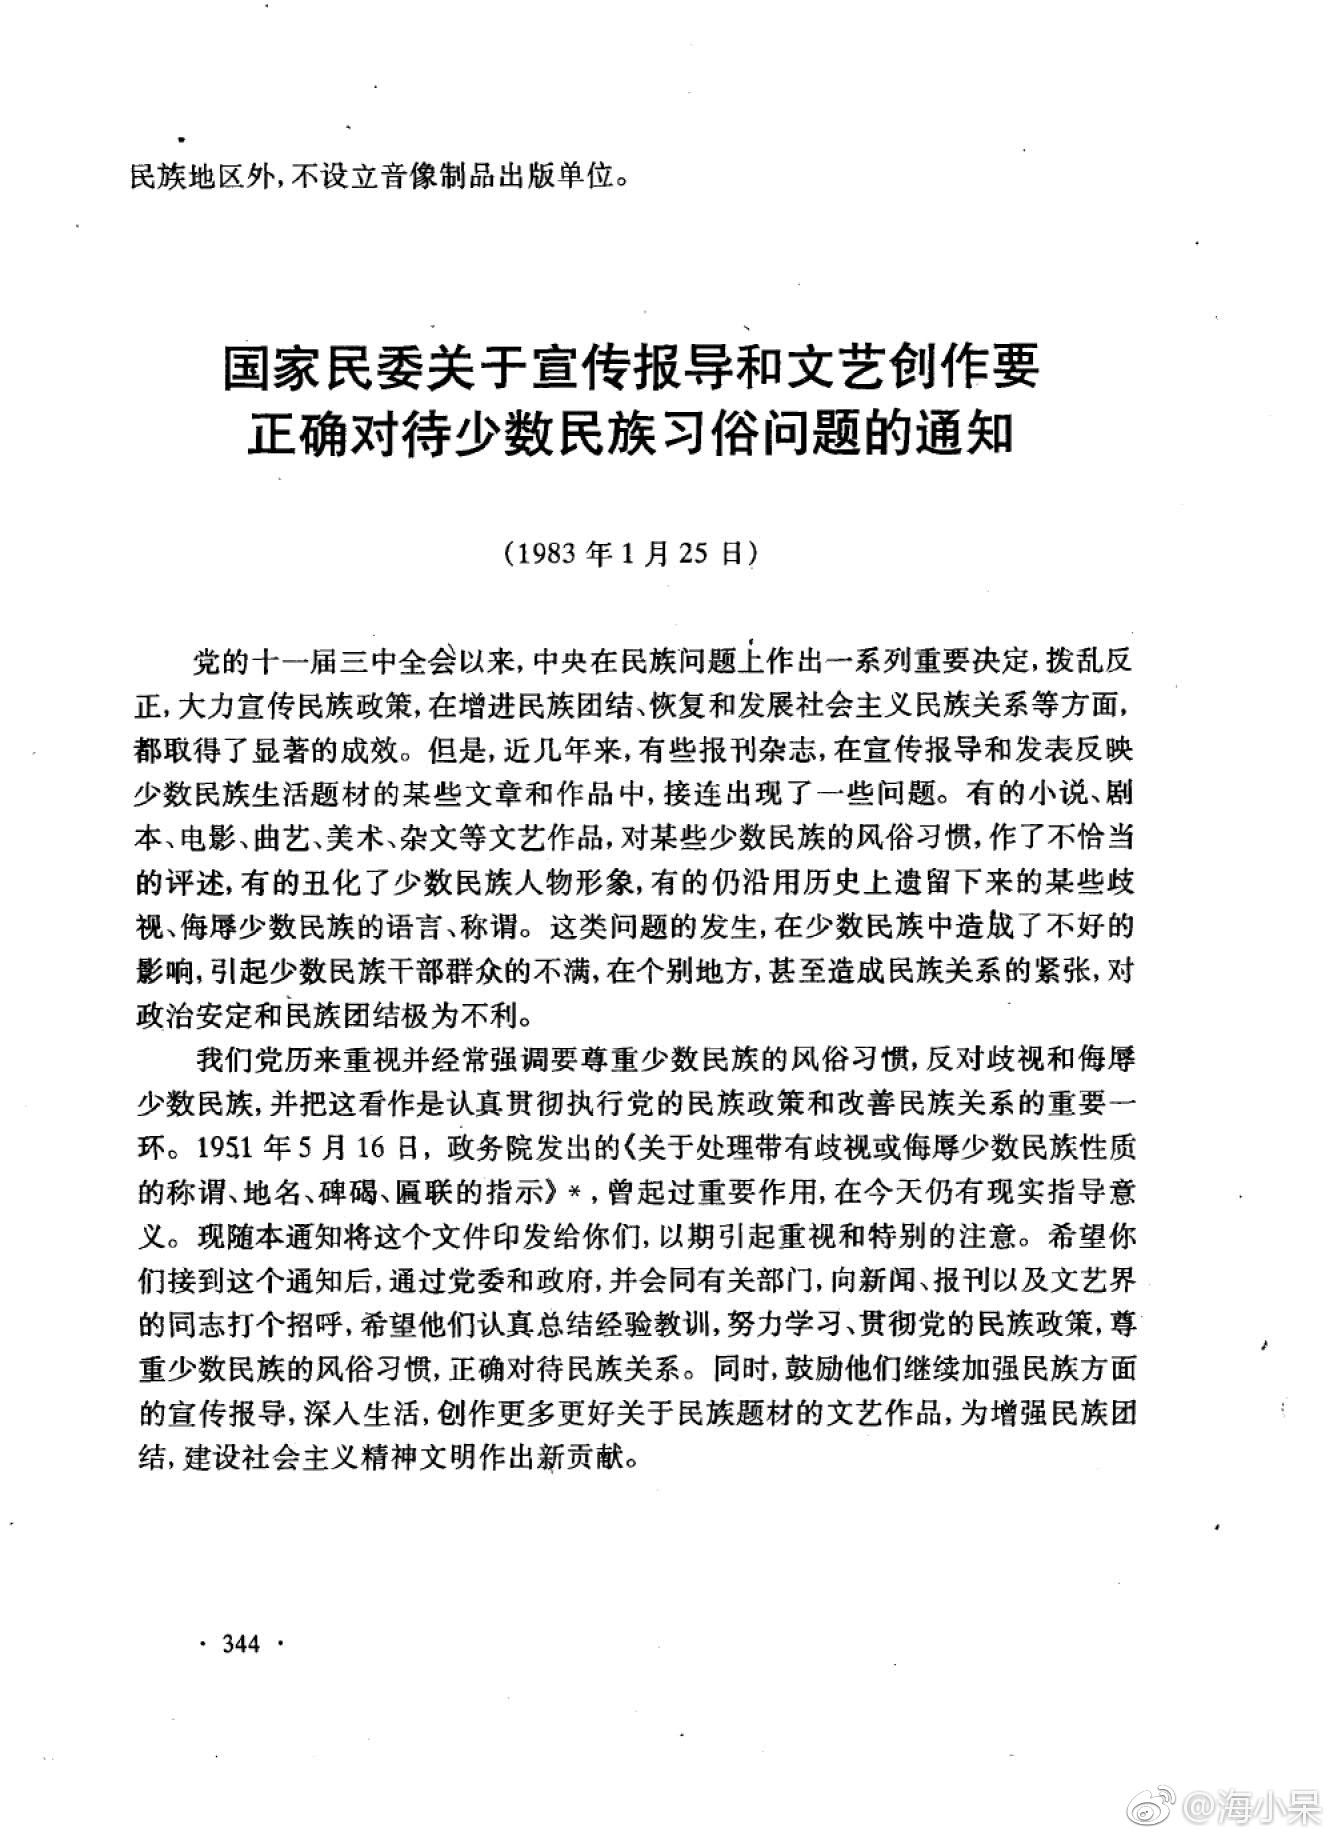 民族地区外,不设立音像制品出版单位。
国家民委关于宣传报导和文艺创作要
正确对待少数民族习俗问题的通知
(1983年1月25日)
党的十一届三中全会以来,中央在民族问题上作出一系列重要决定,拨乱反
正,大力宣传民族政策,在增进民族团结、恢复和发展社会主义民族关系等方面,
都取得了显著的成效。但是,近几年来,有些报刊杂志,在宣传报导和发表反映
少数民族生活题材的某些文章和作品中,接连出现了一些问题。有的小说、剧
本、电影、曲艺、美术、杂文等文艺作品,对某些少数民族的风俗习惯,作了不恰当
的评述,有的丑化了少数民族人物形象,有的仍沿用历史上遗留下来的某些歧
视、侮辱少数民族的语言、称谓。这类问题的发生,在少数民族中造成了不好的
影响,引起少数民族干部群众的不满,在个别地方,甚至造成民族关系的紧张,对
政治安定和民族团结极为不利。
我们党历来重视并经常强调要尊重少数民族的风俗习惯,反对歧视和侮辱
少数民族,并把这看作是认真贯彻执行党的民族政策和改善民族关系的重要一
环。1951年5月16日,政务院发出的《关于处理带有歧视或侮辱少数民族性质
的称谓、地名、碑碣、匾联的指示》*,曾起过重要作用,在今天仍有现实指导意
义。现随本通知将这个文件印发给你们,以期引起重视和特别的注意。希望你
们接到这个通知后,通过党委和政府,并会同有关部门,向新闻、报刊以及文艺界
的同志打个招呼,希望他们认真总结经验教训,努力学习、贯彻党的民族政策,尊
重少数民族的风俗习惯,正确对待民族关系。同时,鼓励他们继续加强民族方面
的宣传报导,深入生活,创作更多更好关于民族题材的文艺作品,为增强民族团
结,建设社会主义精神文明作出新贡献。
· 344 ·
@海小呆